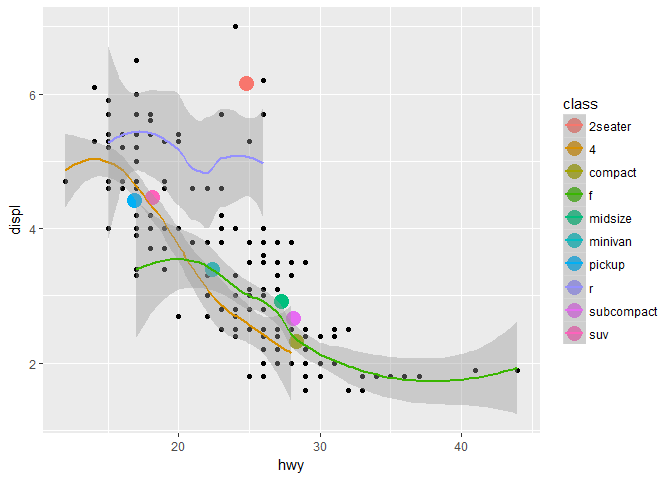 6
4
2
displ
20
30
40
hwy
class
2seater
4
compact
f
midsize
minivan
pickup
r
subcompact
suv